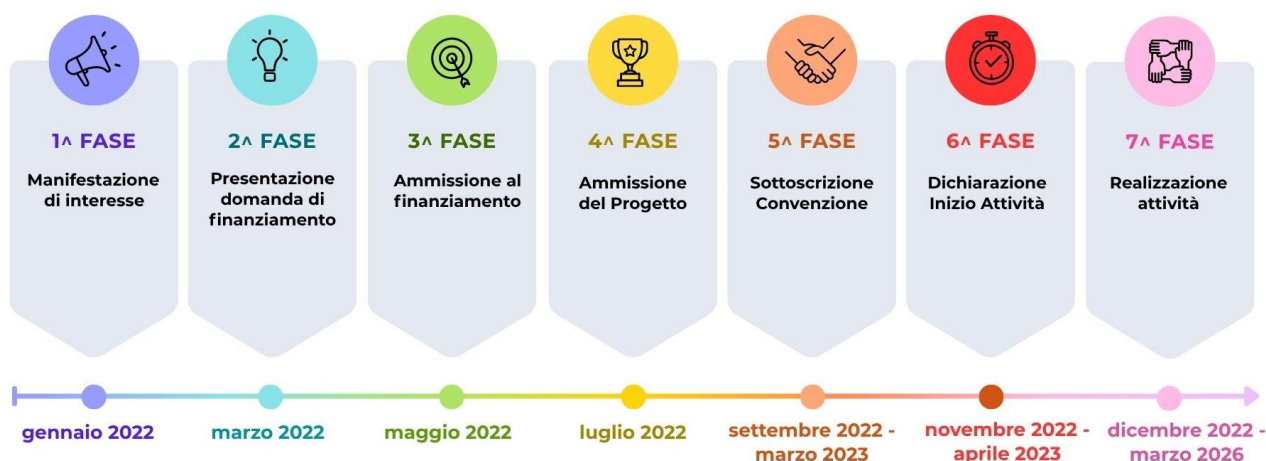 1^ FASE
Manifestazione
di interesse
2^ FASE
Presentazione
domanda di
finanziamento
3^ FASE
Ammissione al
finanziamento
4^ FASE
Ammissione
del Progetto
5^ FASE
Sottoscrizione
Convenzione
6^ FASE
Dichiarazione
Inizio Attività
7^ FASE
Realizzazione
attività
gennaio 2022
marzo 2022
maggio 2022
luglio 2022
settembre 2022 -
marzo 2023
novembre 2022 -
aprile 2023
dicembre 2022 -
marzo 2026